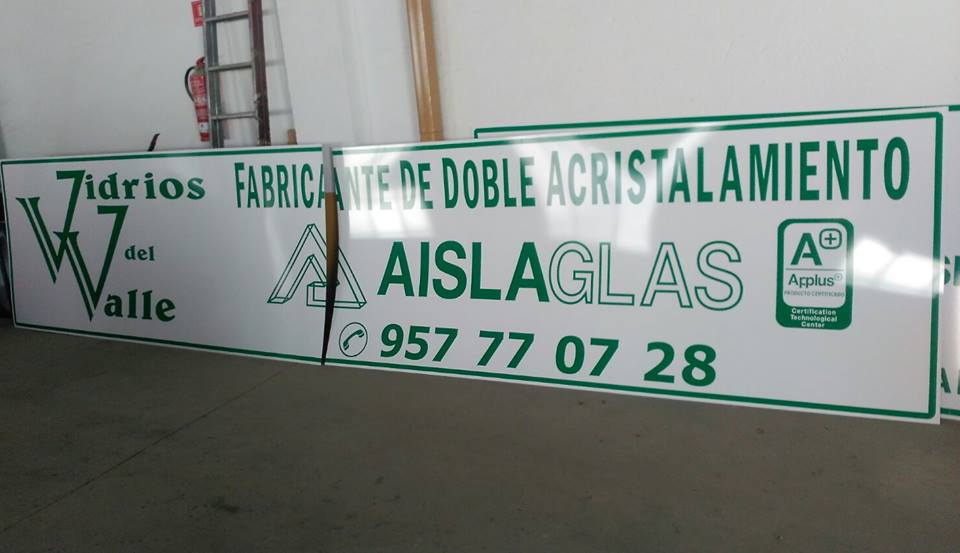 Vidrios
del
Valle
FABRICANTE DE DOBLE ACRISTALAMIENTO
AISLAGLAS
957 77 07 28
A+
Applus+
PRODUCTO CERTIFICADO
Certification
Technological
Center